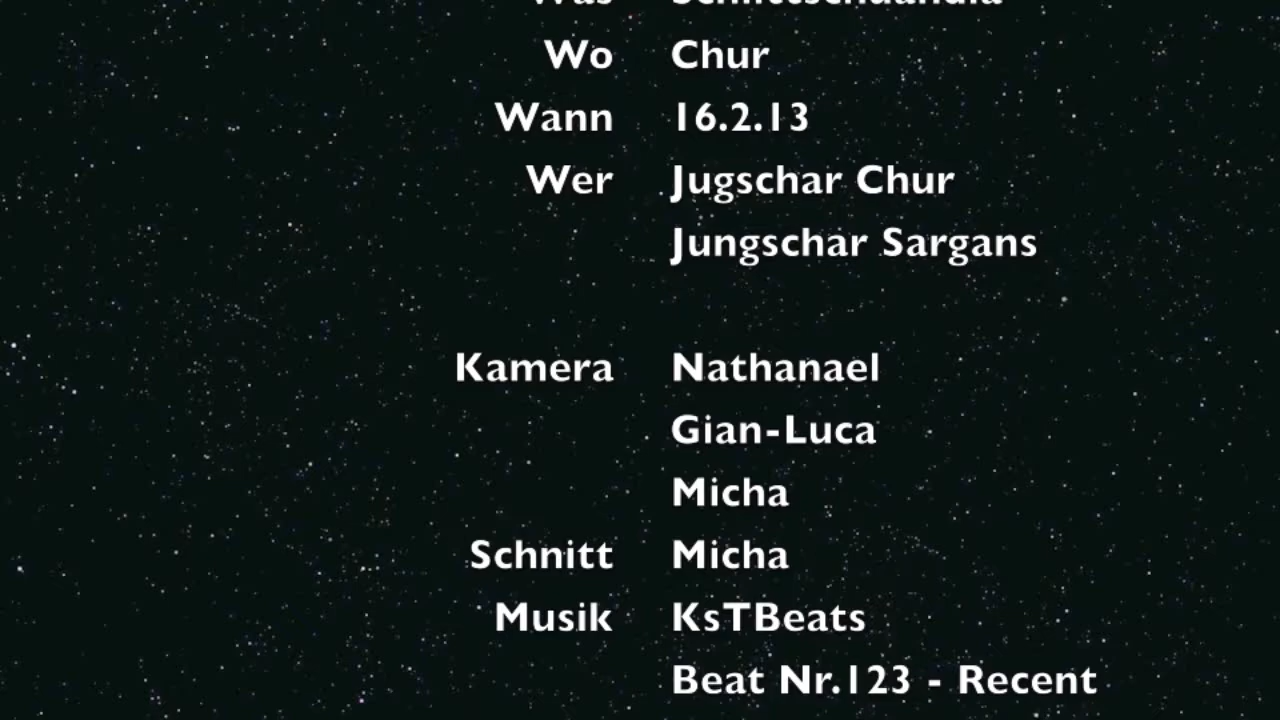 Was
Wo Chur
Wann 16.2.13
Wer Jugschar Chur
Jungschar Sargans
Kamera Nathanael
Gian-Luca
Micha
Schnitt Micha
Musik KsTBeats
Beat Nr.123 - Recent